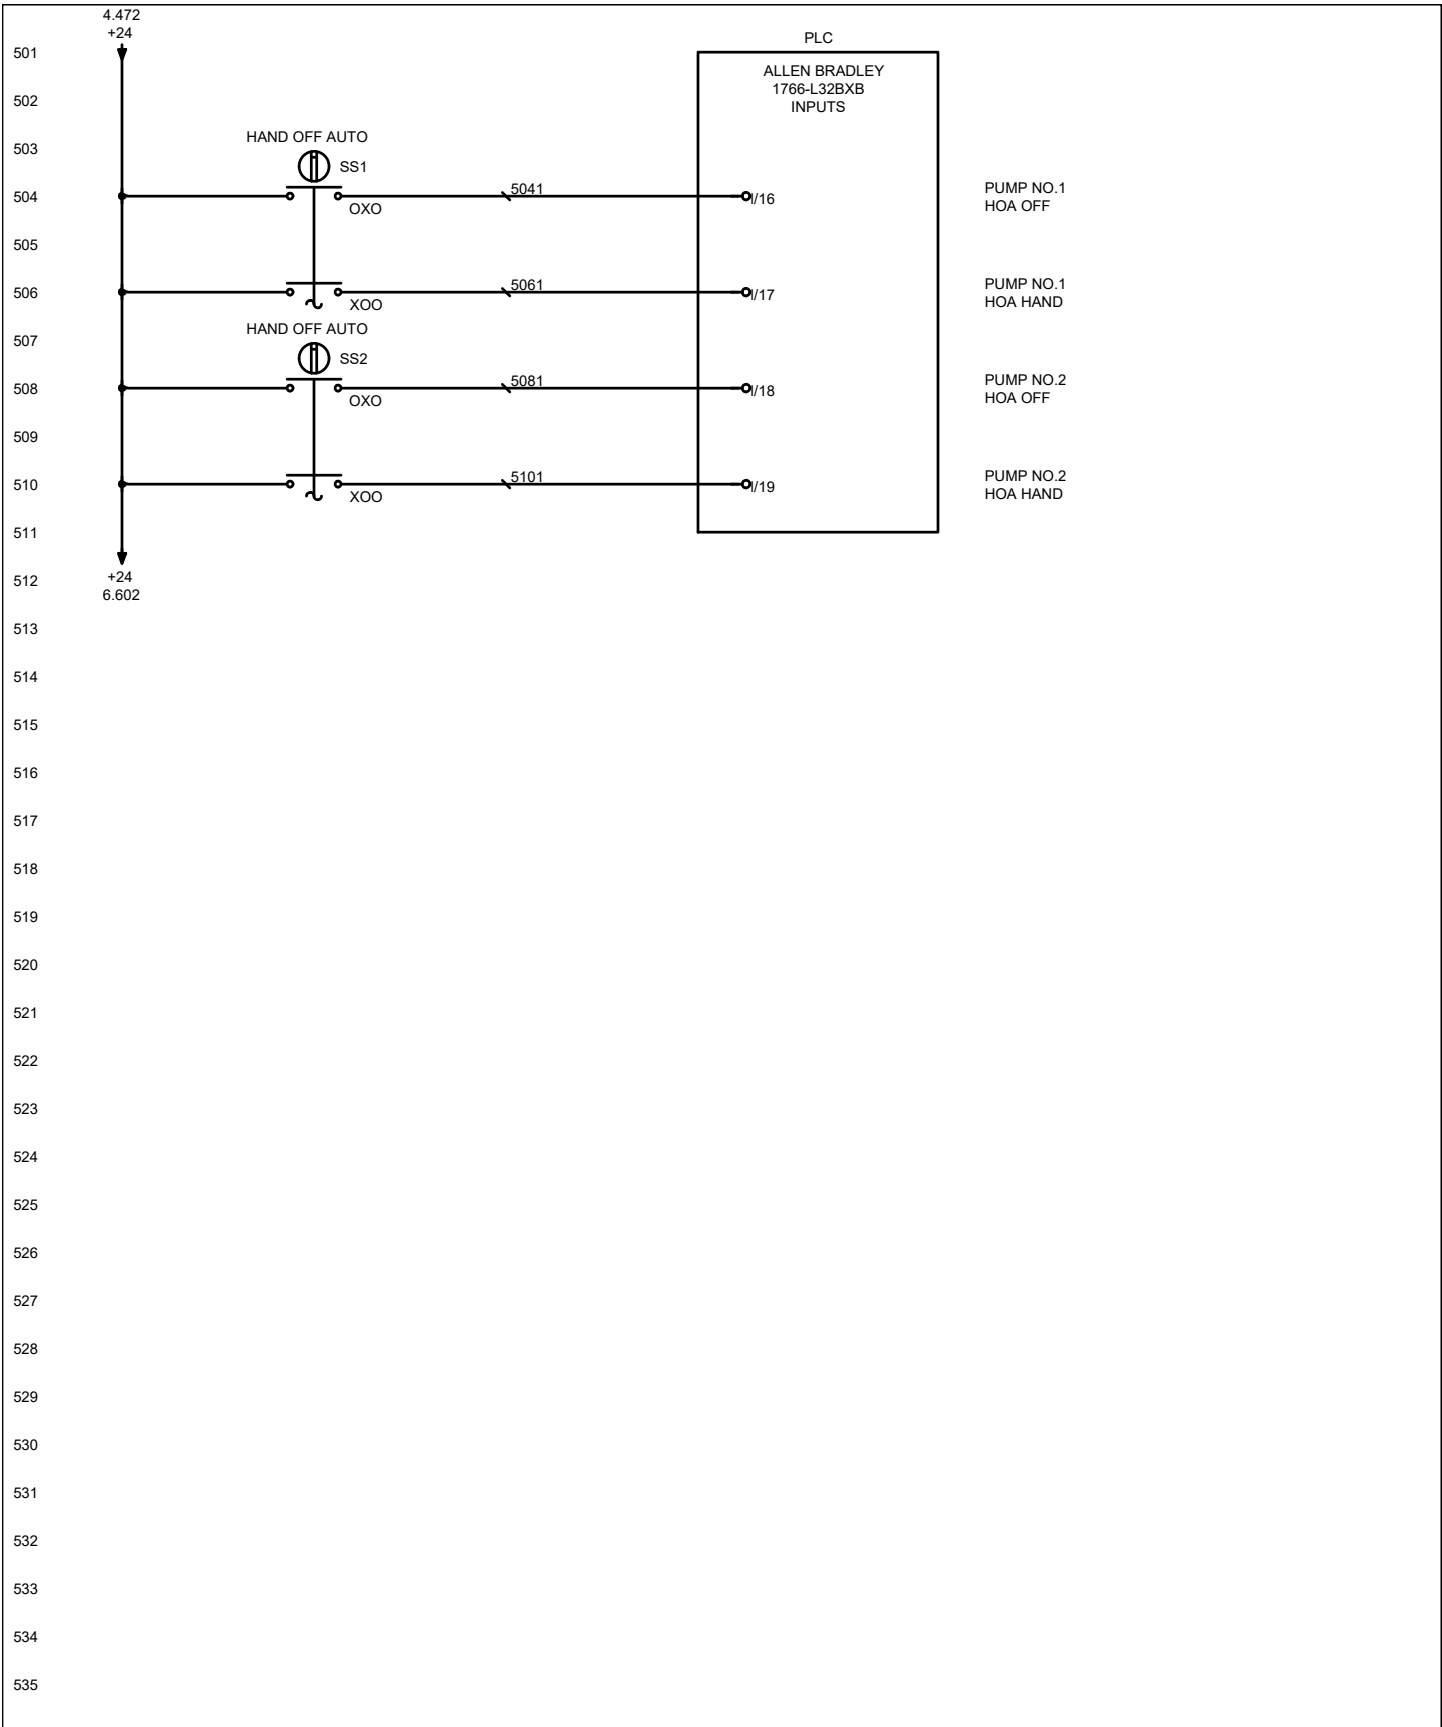 4.472
+24
501
PLC
ALLEN BRADLEY
502
1766-L32BXB
INPUTS
HAND OFF AUTO
503
SS1
504
5041
I/16
PUMP NO.1
HOA OFF
OXO
505
506
5061
I/17
PUMP NO.1
HOA HAND
XOO
HAND OFF AUTO
507
SS2
508
5081
I/18
PUMP NO.2
HOA OFF
OXO
509
510
5101
I/19
PUMP NO.2
HOA HAND
XOO
511
512
+24
6.602
513
514
515
516
517
518
519
520
521
522
523
524
525
526
527
528
529
530
531
532
533
534
535